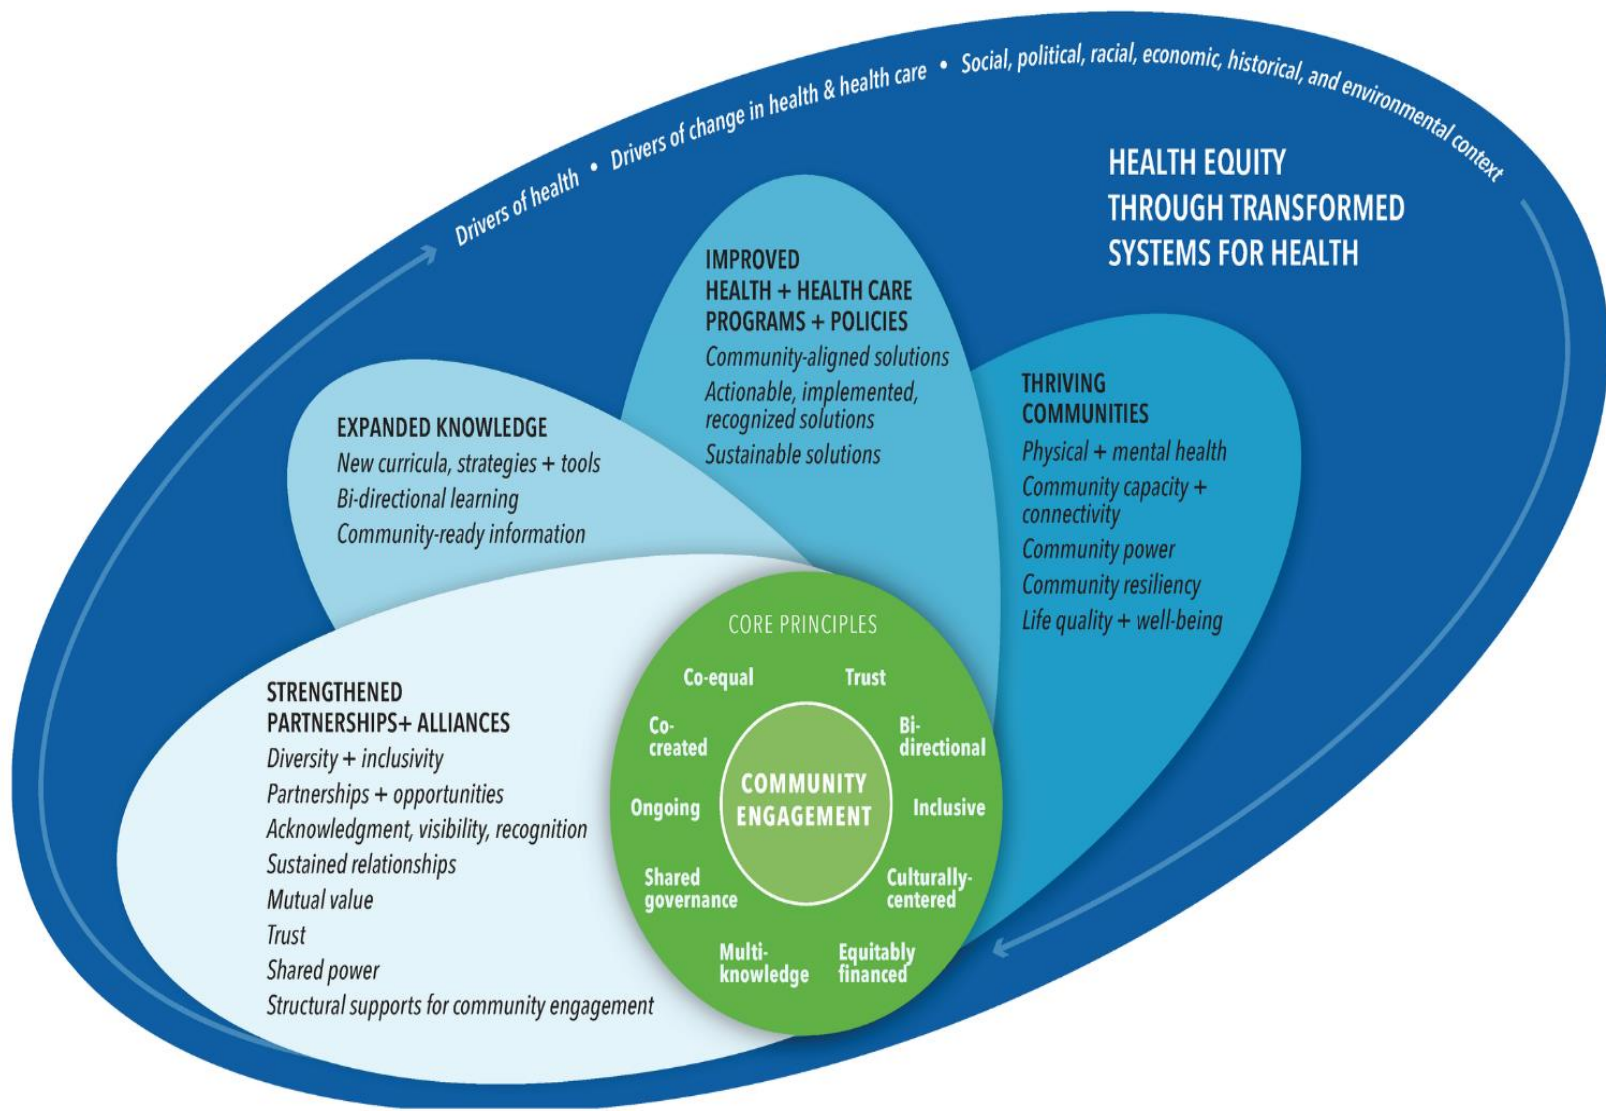 Drivers of health • Drivers of change in health & health care • Social, political, racial, economic, historical, and environmental context
HEALTH EQUITY
THROUGH TRANSFORMED
SYSTEMS FOR HEALTH
IMPROVED
HEALTH + HEALTH CARE
PROGRAMS + POLICIES
Community-aligned solutions
Actionable, implemented,
recognized solutions
Sustainable solutions
THRIVING
COMMUNITIES
Physical + mental health
Community capacity +
connectivity
Community power
Community resiliency
Life quality + well-being
EXPANDED KNOWLEDGE
New curricula, strategies + tools
Bi-directional learning
Community-ready information
STRENGTHENED
PARTNERSHIPS+ ALLIANCES
Diversity + inclusivity
Partnerships + opportunities
Acknowledgment, visibility, recognition
Sustained relationships
Mutual value
Trust
Shared power
Structural supports for community engagement
CORE PRINCIPLES
Co-equal
Trust
Co-
created
Bi-
directional
Ongoing
COMMUNITY
ENGAGEMENT
Inclusive
Shared
governance
Culturally-
centered
Multi-
knowledge
Equitably
financed